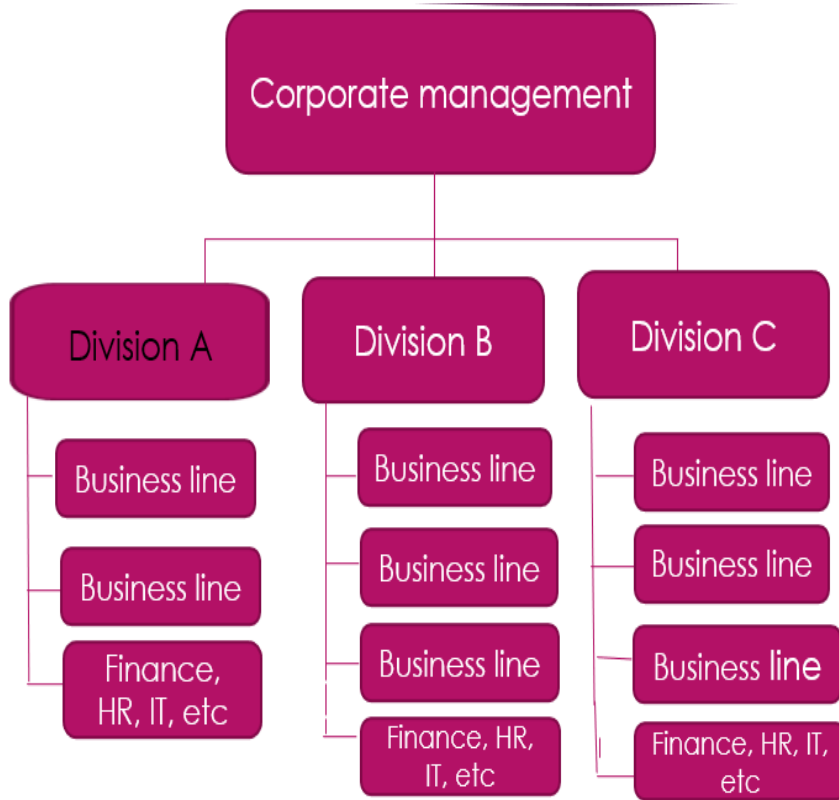 Corporate management
Division A
Business line
Business line
Finance,
HR, IT, etc
Division B
Business line
Business line
Business line
Finance, HR,
IT, etc
Division C
Business line
Business line
Business line
Finance, HR, IT,
etc